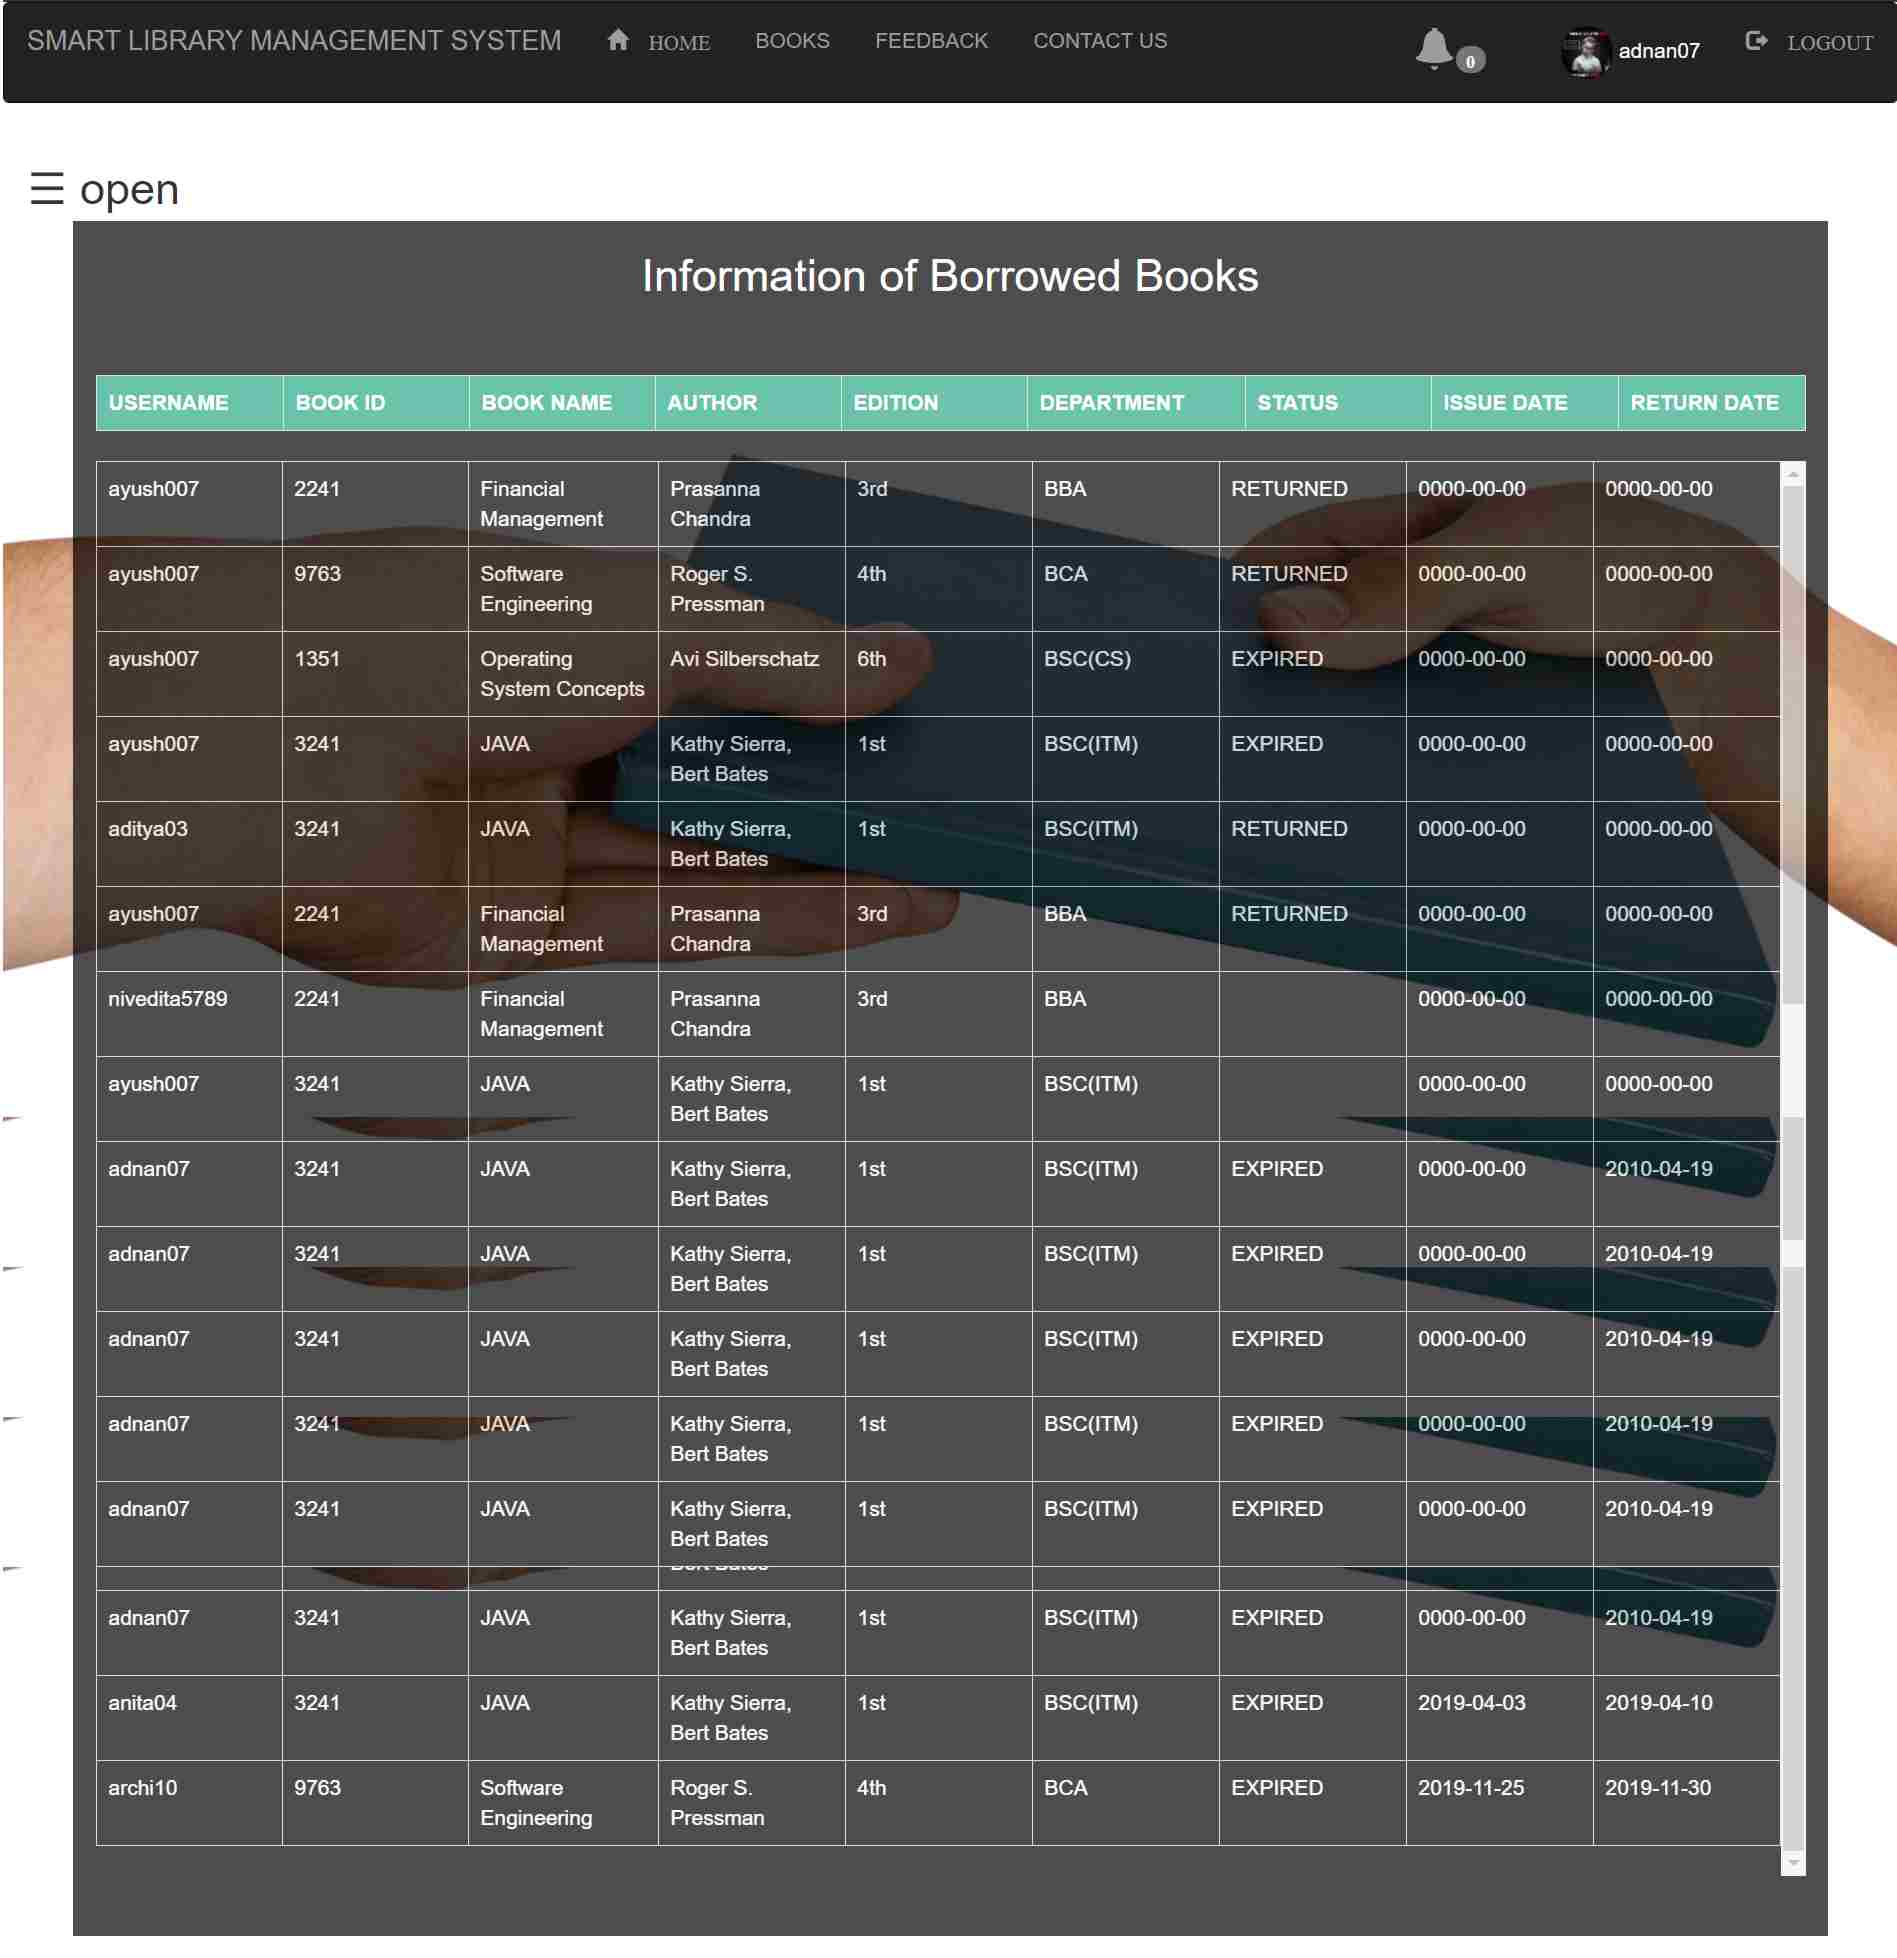 SMART LIBRARY MANAGEMENT SYSTEM HOME BOOKS FEEDBACK CONTACT US 0 adnan07 LOGOUT
☰ open
Information of Borrowed Books
USERNAME BOOK ID BOOK NAME AUTHOR EDITION DEPARTMENT STATUS ISSUE DATE RETURN DATE
ayush007 2241 Financial Prasanna 3rd BBA RETURNED 0000-00-00 0000-00-00
Management Chandra
ayush007 9763 Software Roger S. 4th BCA RETURNED 0000-00-00 0000-00-00
Engineering Pressman
ayush007 1351 Operating Avi Silberschatz 6th BSC(CS) EXPIRED 0000-00-00 0000-00-00
System Concepts
ayush007 3241 JAVA Kathy Sierra, 1st BSC(ITM) EXPIRED 0000-00-00 0000-00-00
Bert Bates
aditya03 3241 JAVA Kathy Sierra, 1st BSC(ITM) RETURNED 0000-00-00 0000-00-00
Bert Bates
ayush007 2241 Financial Prasanna 3rd BBA RETURNED 0000-00-00 0000-00-00
Management Chandra
nivedita5789 2241 Financial Prasanna 3rd BBA 0000-00-00 0000-00-00
Management Chandra
ayush007 3241 JAVA Kathy Sierra, 1st BSC(ITM) 0000-00-00 0000-00-00
Bert Bates
adnan07 3241 JAVA Kathy Sierra, 1st BSC(ITM) EXPIRED 0000-00-00 2010-04-19
Bert Bates
adnan07 3241 JAVA Kathy Sierra, 1st BSC(ITM) EXPIRED 0000-00-00 2010-04-19
Bert Bates
adnan07 3241 JAVA Kathy Sierra, 1st BSC(ITM) EXPIRED 0000-00-00 2010-04-19
Bert Bates
adnan07 3241 JAVA Kathy Sierra, 1st BSC(ITM) EXPIRED 0000-00-00 2010-04-19
Bert Bates
adnan07 3241 JAVA Kathy Sierra, 1st BSC(ITM) EXPIRED 0000-00-00 2010-04-19
Bert Bates
adnan07 3241 JAVA Kathy Sierra, 1st BSC(ITM) EXPIRED 0000-00-00 2010-04-19
Bert Bates
anita04 3241 JAVA Kathy Sierra, 1st BSC(ITM) EXPIRED 2019-04-03 2019-04-10
Bert Bates
archi10 9763 Software Roger S. 4th BCA EXPIRED 2019-11-25 2019-11-30
Engineering Pressman